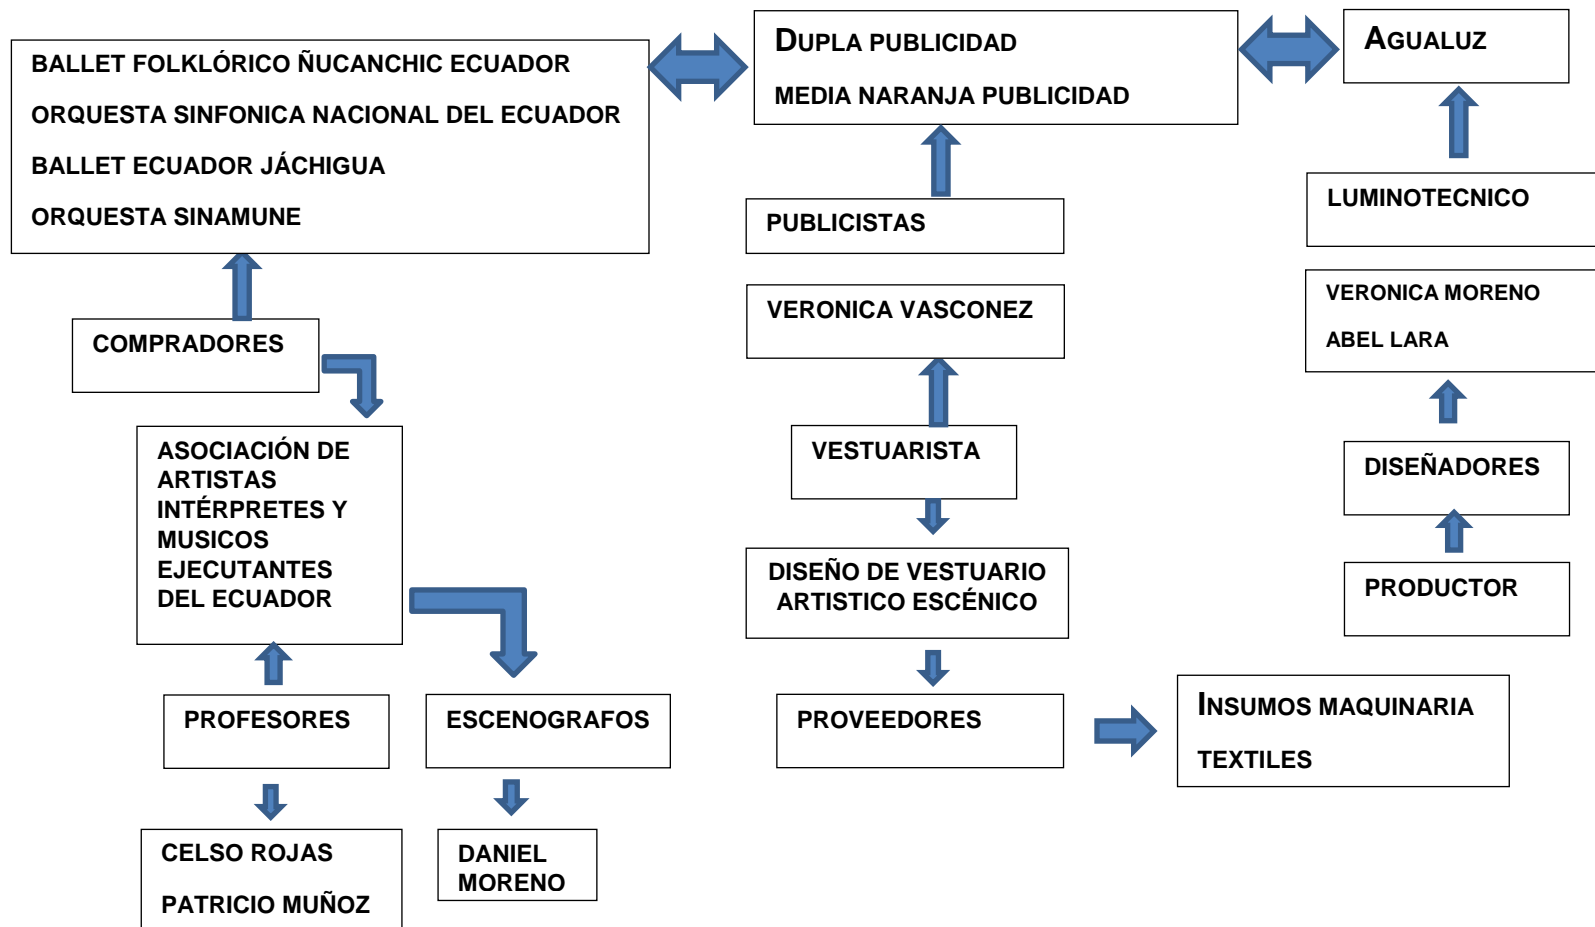 BALLET FOLKLÓRICO ÑUCANCHIC ECUADOR
ORQUESTA SINFONICA NACIONAL DEL ECUADOR
BALLET ECUADOR JÁCHIGUA
ORQUESTA SINAMUNE
DUPLA PUBLICIDAD
MEDIA NARANJA PUBLICIDAD
AGUALUZ
PUBLICISTAS
LUMINOTECNICO
COMPRADORES
VERONICA VASCONEZ
VERONICA MORENO
ABEL LARA
ASOCIACIÓN DE
ARTISTAS
INTÉRPRETES Y
MUSICOS
EJECUTANTES
DEL ECUADOR
VESTUARISTA
DISEÑADORES
DISEÑO DE VESTUARIO
ARTISTICO ESCÉNICO
PRODUCTOR
PROFESORES
ESCENOGRAFOS
PROVEEDORES
INSUMOS MAQUINARIA
TEXTILES
CELSO ROJAS
PATRICIO MUÑOZ
DANIEL
MORENO